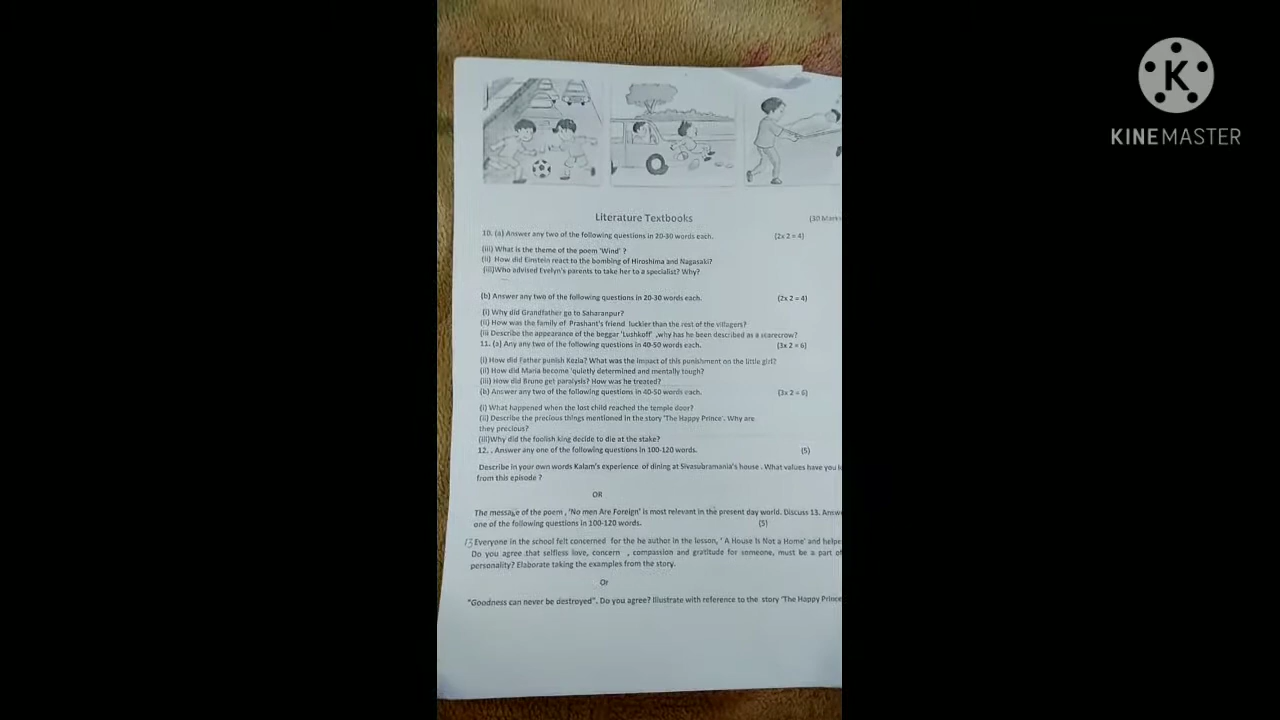 Literature Textbooks
(30 Marks
10. (a) Answer any two of the following questions in 20-30 words each. (2x 2 = 4)
(iii) What is the theme of the poem 'Wind' ?
(ii) How did Einstein react to the bombing of Hiroshima and Nagasaki?
(iii)Who advised Evelyn's parents to take her to a specialist? Why?
(b) Answer any two of the following questions in 20-30 words each. (2x 2 = 4)
(i) Why did Grandfather go to Saharanpur?
(ii) How was the family of Prashant's friend luckier than the rest of the villagers?
(iii Describe the appearance of the beggar 'Lushkoff' ,why has he been described as a scarecrow?
11. (a) Any any two of the following questions in 40-50 words each. (3x 2 = 6)
(i) How did Father punish Kezia? What was the impact of this punishment on the little girl?
(ii) How did Maria become 'quietly determined and mentally tough?
(iii) How did Bruno get paralysis? How was he treated?
(b) Answer any two of the following questions in 40-50 words each. (3x 2 = 6)
(i) What happened when the lost child reached the temple door?
(ii) Describe the precious things mentioned in the story 'The Happy Prince'. Why are
they precious?
(iii)Why did the foolish king decide to die at the stake?
12. . Answer any one of the following questions in 100-120 words. (5)
Describe in your own words Kalam's experience of dining at Sivasubramania's house . What values have you
from this episode ?
OR
The message of the poem , 'No men Are Foreign' is most relevant in the present day world. Discuss 13. Answ
one of the following questions in 100-120 words. (5)
13 Everyone in the school felt concerned for the he author in the lesson, ' A House Is Not a Home' and helpe
Do you agree that selfless love, concern , compassion and gratitude for someone, must be a part of
personality? Elaborate taking the examples from the story.
Or
"Goodness can never be destroyed". Do you agree? Illustrate with reference to the story 'The Happy Prince
K
KINEMASTER